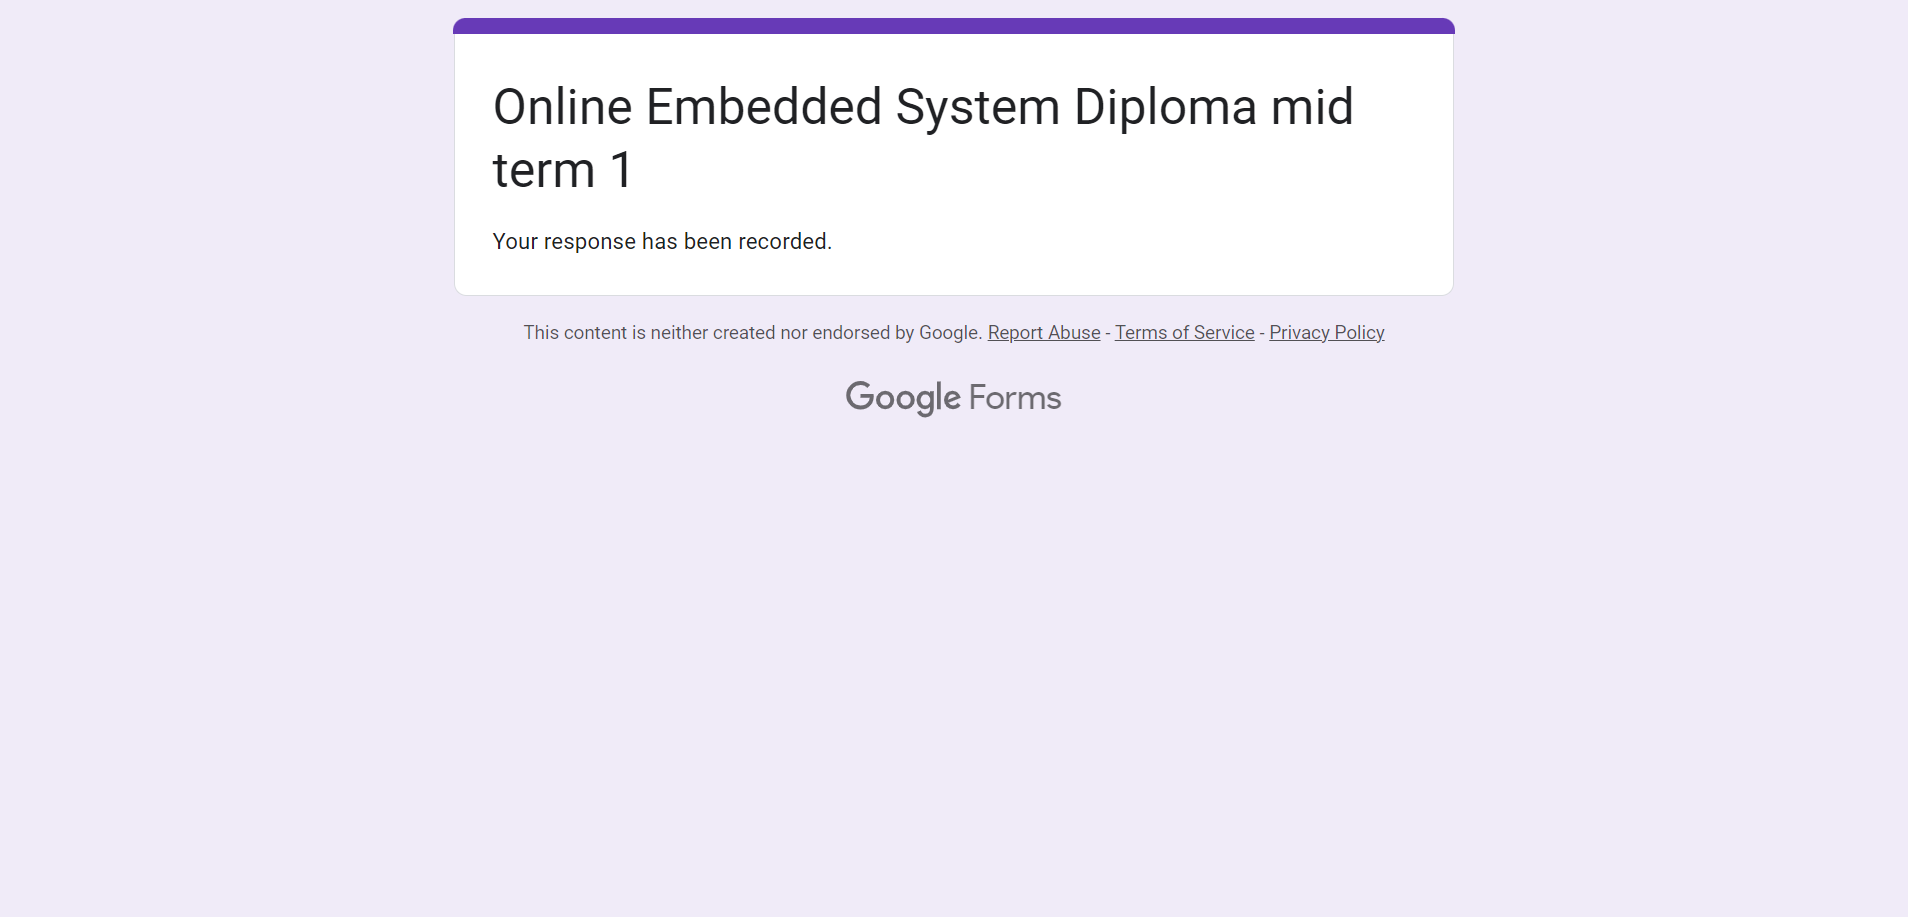 Online Embedded System Diploma mid
term 1
Your response has been recorded.
This content is neither created nor endorsed by Google. Report Abuse - Terms of Service - Privacy Policy
Google Forms